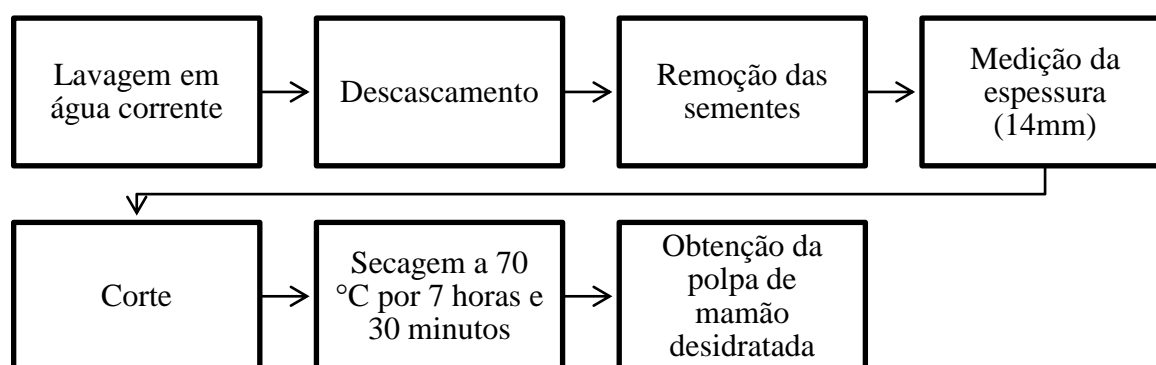 Lavagem em
água corrente
Descascamento
Remoção das
sementes
Medição da
espessura
(14mm)
Corte
Secagem a 70
°C por 7 horas e
30 minutos
Obtenção da
polpa de
mamão
desidratada